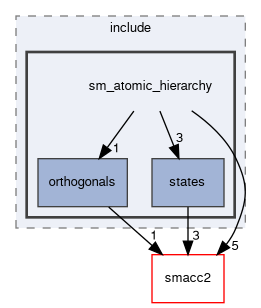 include
sm_atomic_hierarchy
1
3
orthogonals
states
1
3
5
smacc2